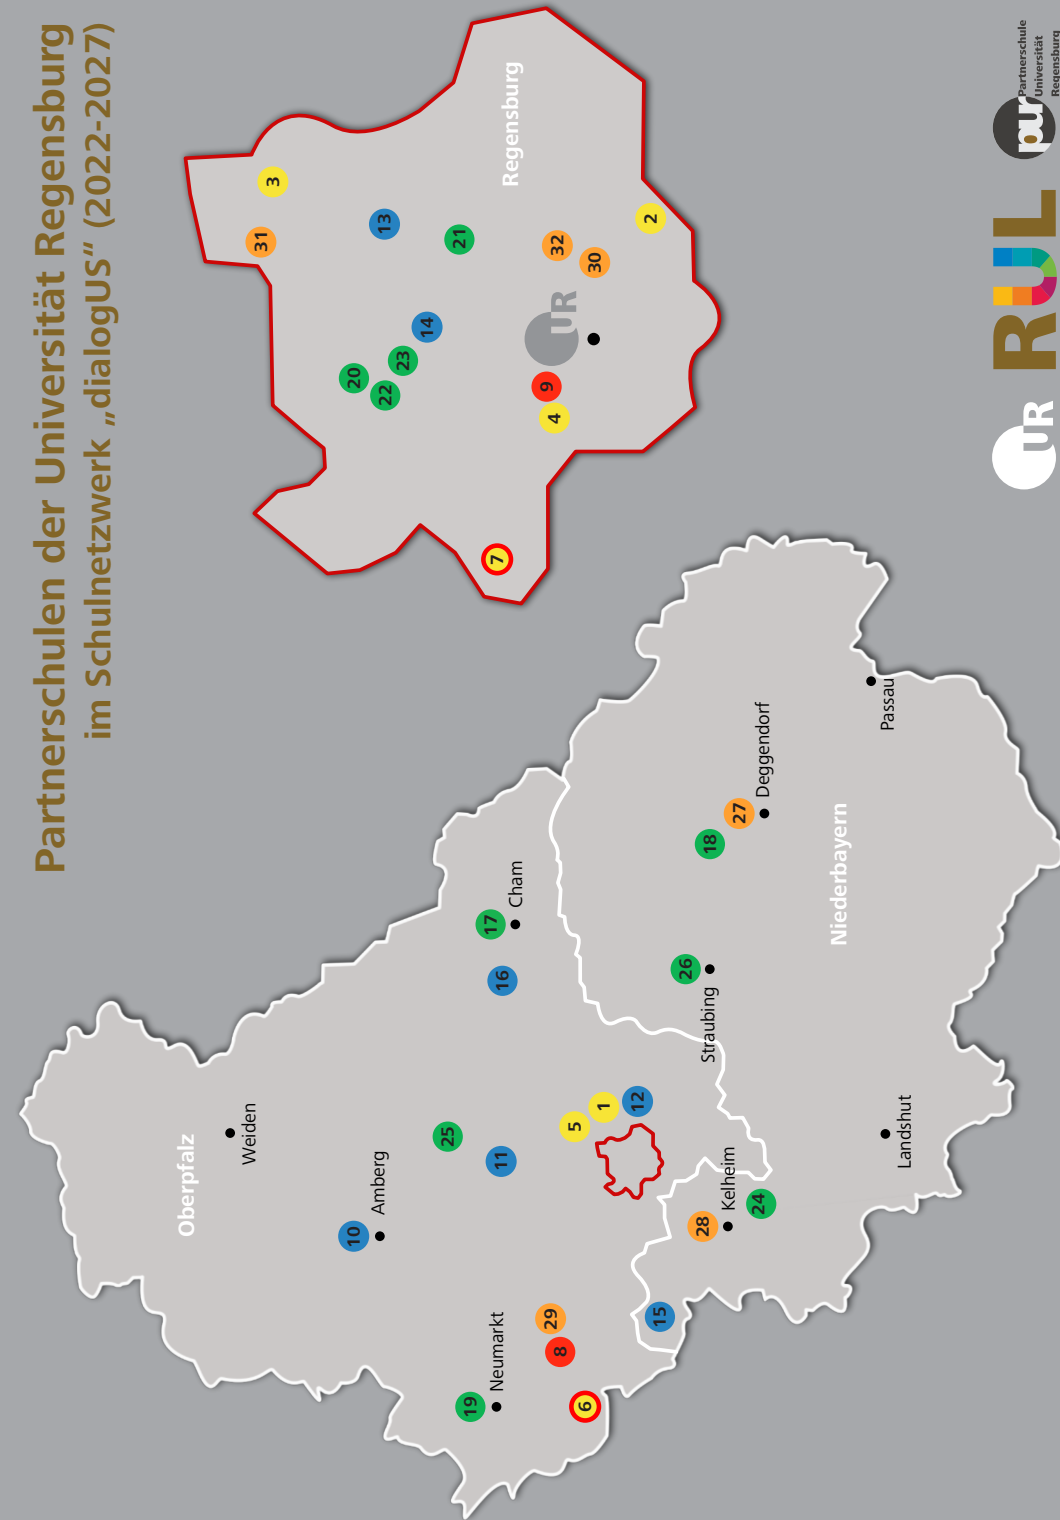 Partnerschulen der Universität Regensburg
im Schulnetzwerk „dialogUS“ (2022-2027)
Oberpfalz
Weiden
10
Amberg
25
19
Neumarkt
11
16
17
Cham
29
8
6
5
1
12
15
28
Kelheim
24
26
Straubing
18
27
Deggendorf
Niederbayern
Landshut
Passau
31
3
20
22
23
13
14
21
7
4
9
UR
32
30
2
Regensburg
UR
RUL
pur
Partnerschule
Universität
Regensburg